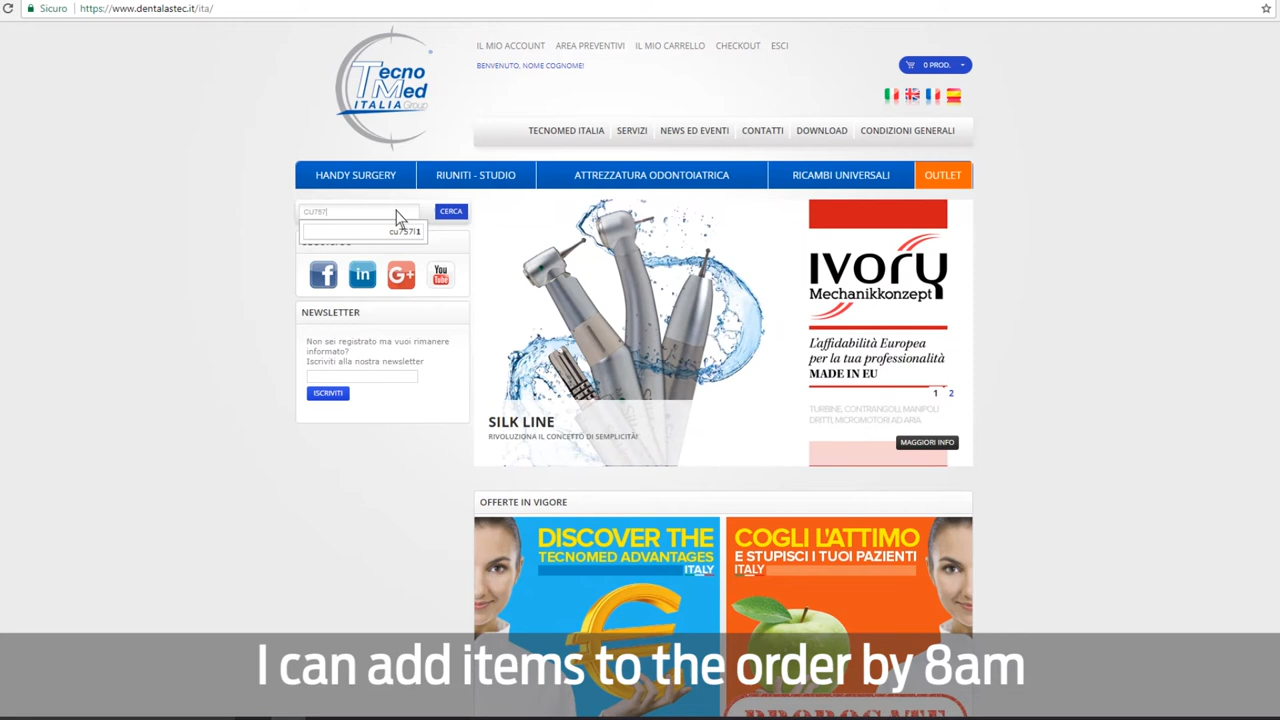 Sicuro https://www.dentalastec.it/ita/
Tecno
Med
ITALIA Group
IL MIO ACCOUNT AREA PREVENTIVI IL MIO CARRELLO CHECKOUT ESCI
BENVENUTO, NOME COGNOME!
0 PROD.
TECNOMED ITALIA SERVIZI NEWS ED EVENTI CONTATTI DOWNLOAD CONDIZIONI GENERALI
HANDY SURGERY RIUNITI - STUDIO ATTREZZATURA ODONTOIATRICA RICAMBI UNIVERSALI OUTLET
CU757 CERCA
cu757l1
f in G+ You Tube
NEWSLETTER
Non sei registrato ma vuoi rimanere
informato?
Iscriviti alla nostra newsletter
ISCRIVITI
SILK LINE
RIVOLUZIONA IL CONCETTO DI SEMPLICITÀ!
IVORY
Mechanikkonzept
L'affidabilità Europea
per la tua professionalità
MADE IN EU
1 2
TURBINE, CONTRANGOLI, MANIPOLI
DRITTI, MICROMOTORI AD ARIA
MAGGIORI INFO
OFFERTE IN VIGORE
DISCOVER THE
TECNOMED ADVANTAGES
ITALY
COGLI L'ATTIMO
E STUPISCI I TUOI PAZIENTI
ITALY
I can add items to the order by 8am